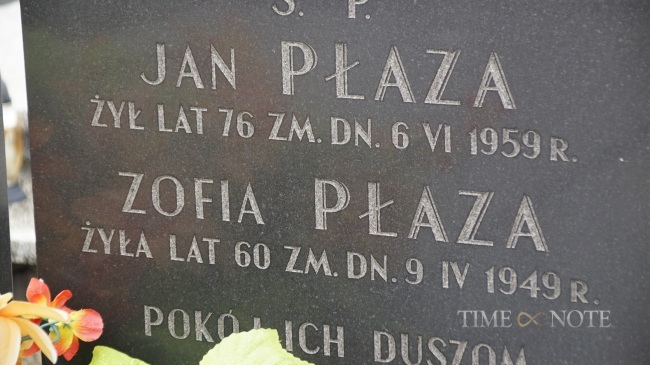 Ś. P.
JAN PŁAZA
ŻYŁ LAT 76 ZM. DN. 6 VI 1959 R.
ZOFIA PŁAZA
ŻYŁA LAT 60 ZM. DN. 9 IV 1949 R.
POKÓJ ICH DUSZOM
TIME NOTE